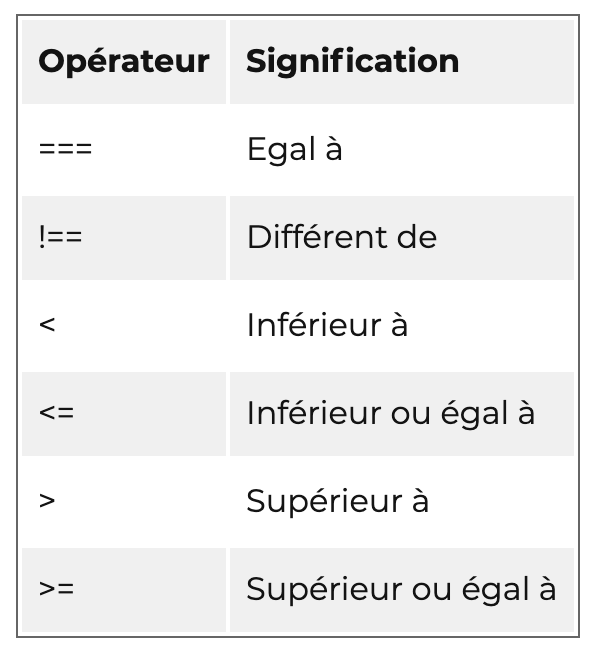 Opérateur Signification
=== Egal à
!== Différent de
< Inférieur à
<= Inférieur ou égal à
> Supérieur à
>= Supérieur ou égal à